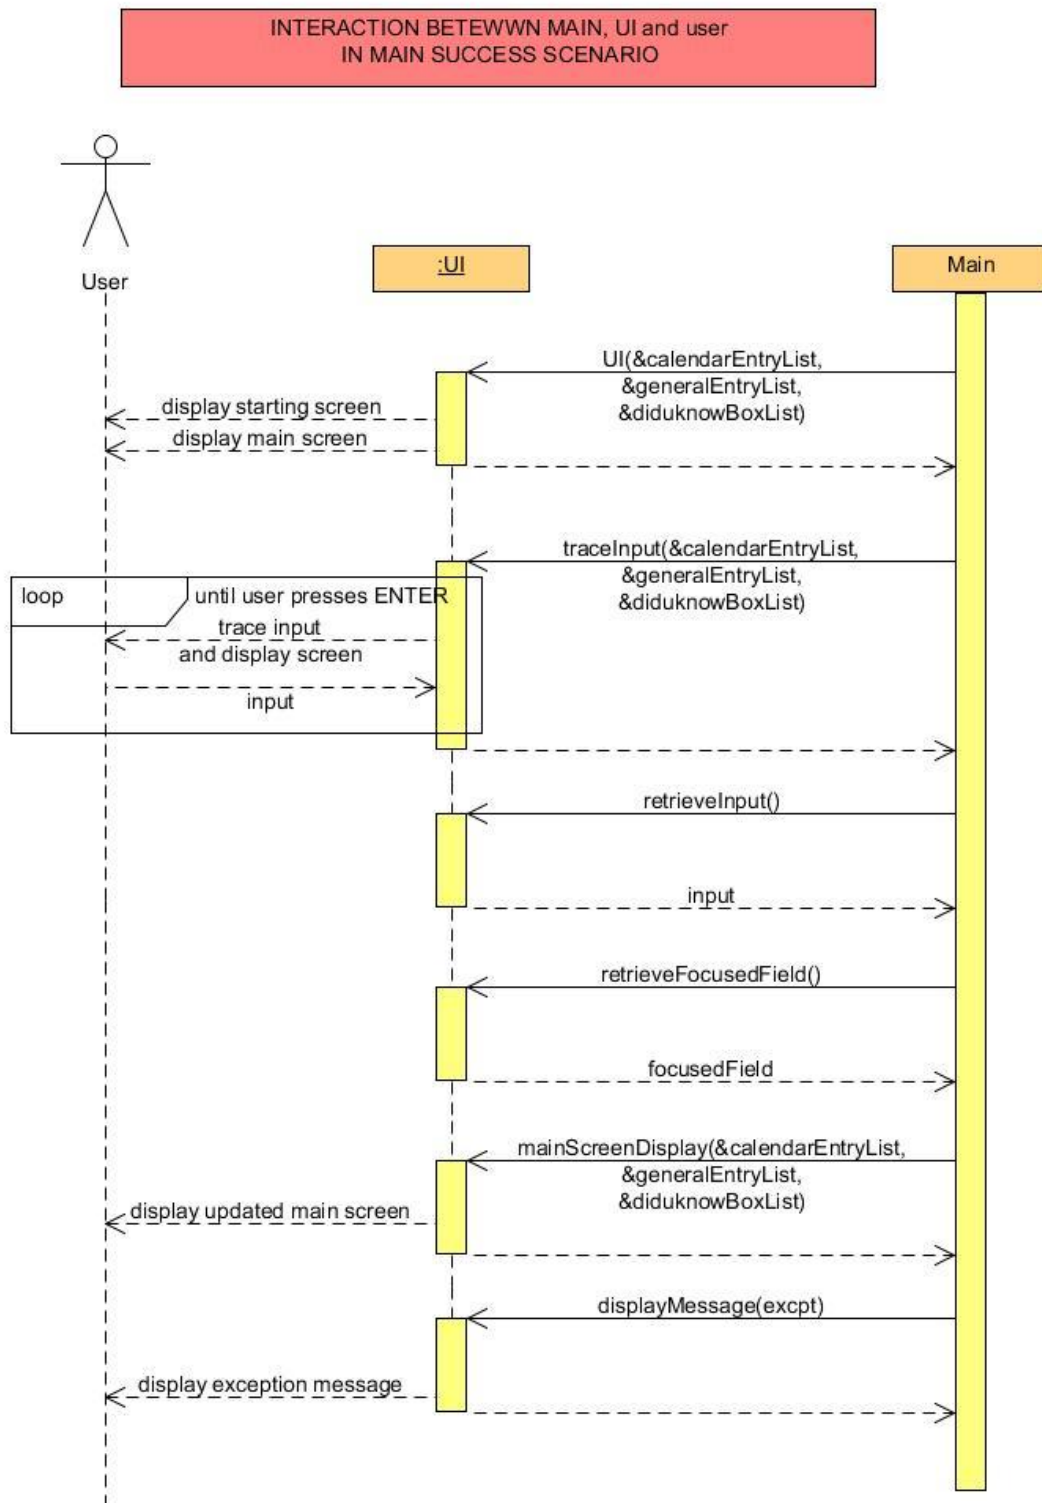 INTERACTION BETEWWN MAIN, UI and user
IN MAIN SUCCESS SCENARIO
User
:UI
Main
UI(&calendarEntryList,
&generalEntryList,
&diduknowBoxList)
display starting screen
display main screen
traceInput(&calendarEntryList,
&generalEntryList,
&diduknowBoxList)
loop
until user presses ENTER
trace input
and display screen
input
retrieveInput()
input
retrieveFocusedField()
focusedField
mainScreenDisplay(&calendarEntryList,
&generalEntryList,
&diduknowBoxList)
display updated main screen
displayMessage(excpt)
display exception message